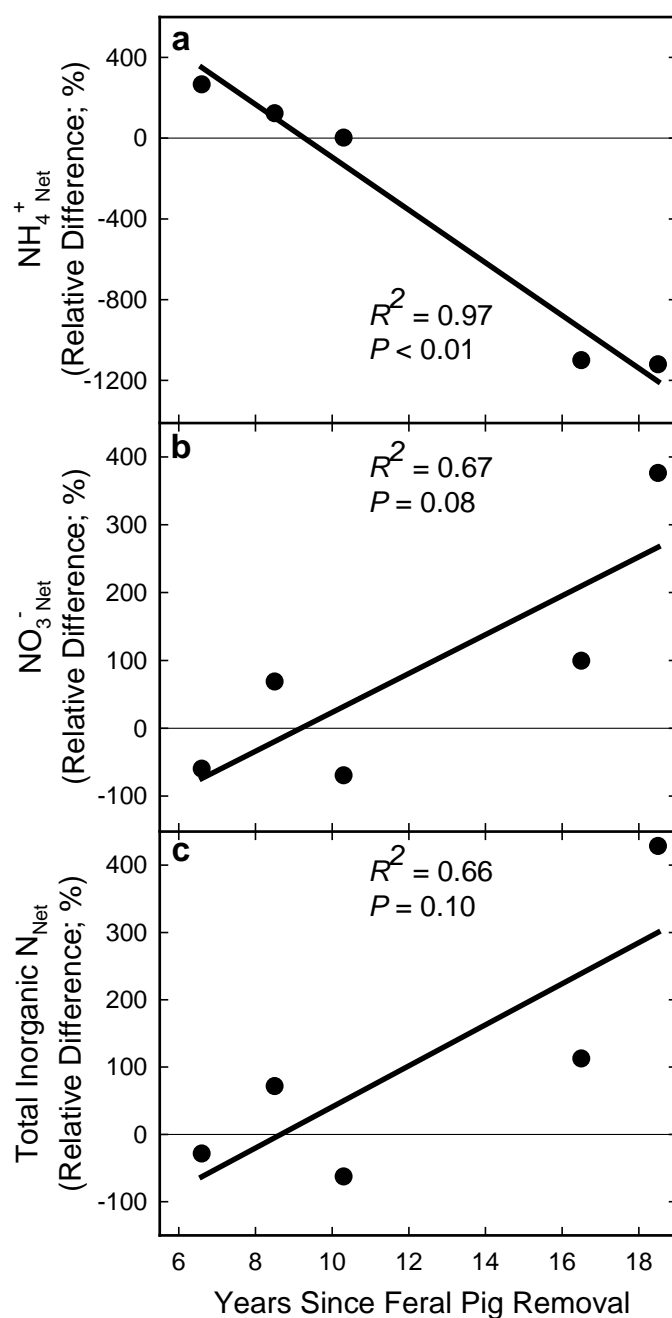 a
400
0
-400
-800
-1200
NH4+ Net
(Relative Difference; %)
R2 = 0.97
P < 0.01
b
400
300
200
100
0
-100
NO3- Net
(Relative Difference; %)
R2 = 0.67
P = 0.08
c
400
300
200
100
0
-100
Total Inorganic NNet
(Relative Difference; %)
R2 = 0.66
P = 0.10
6 8 10 12 14 16 18
Years Since Feral Pig Removal